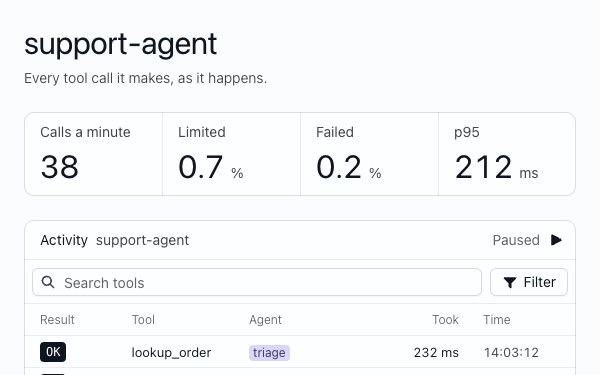 support-agent
Every tool call it makes, as it happens.
Calls a minute Limited Failed p95
38 0.7 % 0.2 % 212 ms
Activity support-agent Paused
Search tools Filter
Result Tool Agent Took Time
OK lookup_order triage 232 ms 14:03:12